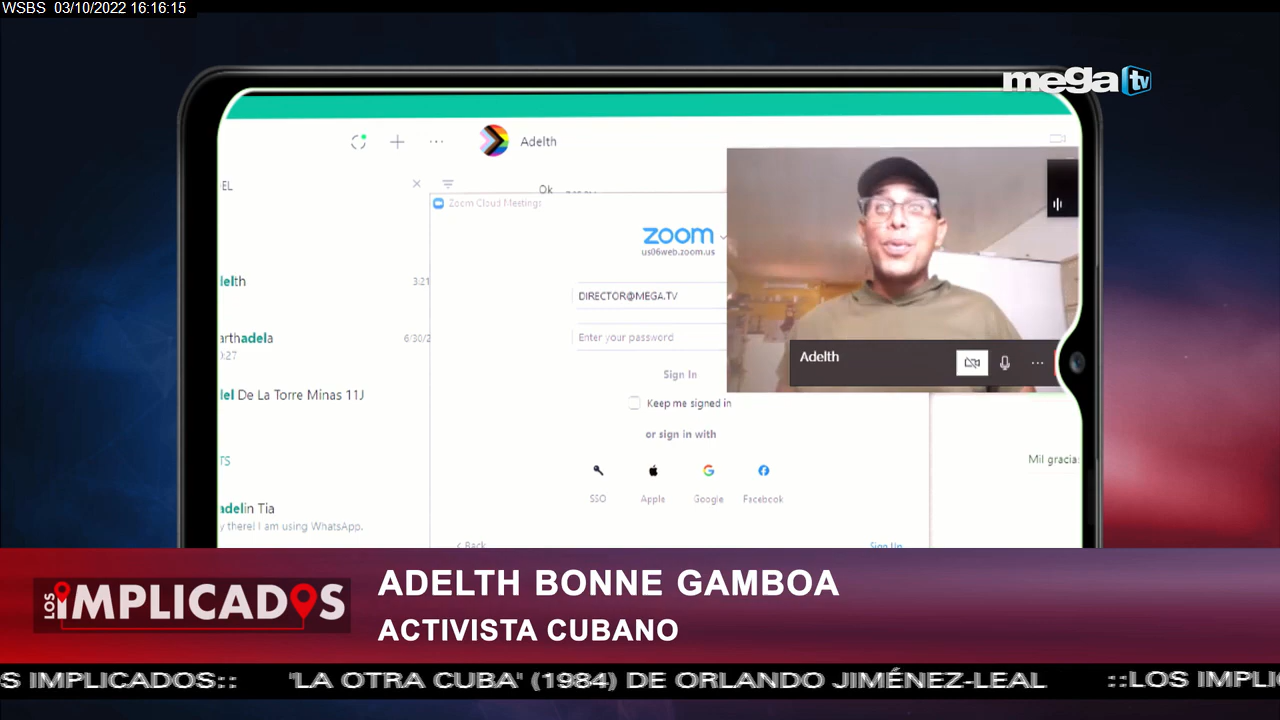 WSBS 03/10/2022 16:16:15
mega tv
Adelth
EL
Ok
Zoom Cloud Meetings
zoom
us06web.zoom.us
delth
3:21
DIRECTOR@MEGA.TV
arthadela
6/30/2
0:27
Enter your password
Adelth
Sign In
del De La Torre Minas 11J
Keep me signed in
or sign in with
TS
Mil gracia
SSO Apple Google Facebook
adelin Tia
y there! I am using WhatsApp.
< Back
Sign Up
LOS IMPLICADOS
ADELTH BONNE GAMBOA
ACTIVISTA CUBANO
S IMPLICADOS:: 'LA OTRA CUBA' (1984) DE ORLANDO JIMÉNEZ-LEAL ::LOS IMPLI